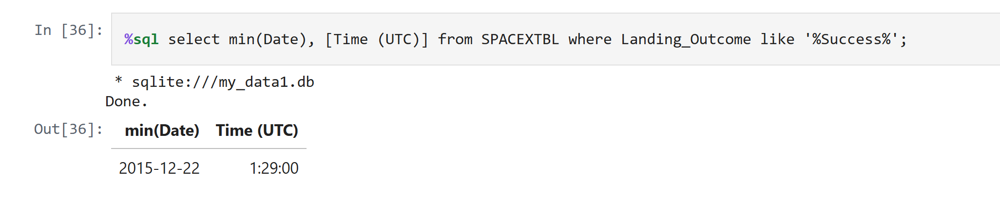 In [36]: %sql select min(Date), [Time (UTC)] from SPACEXTBL where Landing_Outcome like '%Success%';
* sqlite:///my_data1.db
Done.
Out[36]: min(Date) Time (UTC)
2015-12-22 1:29:00